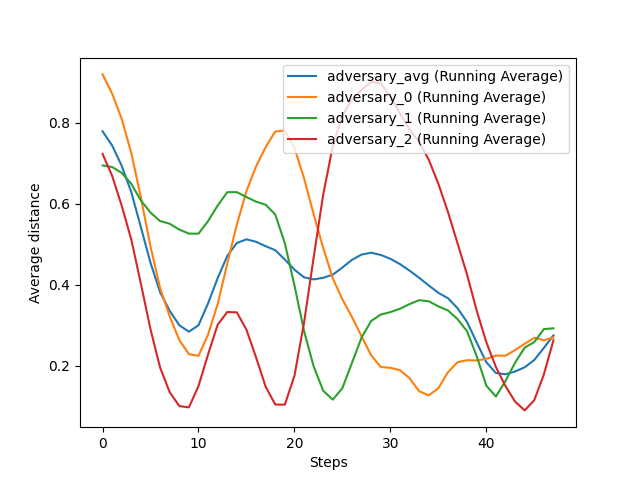 adversary_avg (Running Average)
adversary_0 (Running Average)
adversary_1 (Running Average)
adversary_2 (Running Average)
0.8
0.6
0.4
0.2
Average distance
0 10 20 30 40
Steps